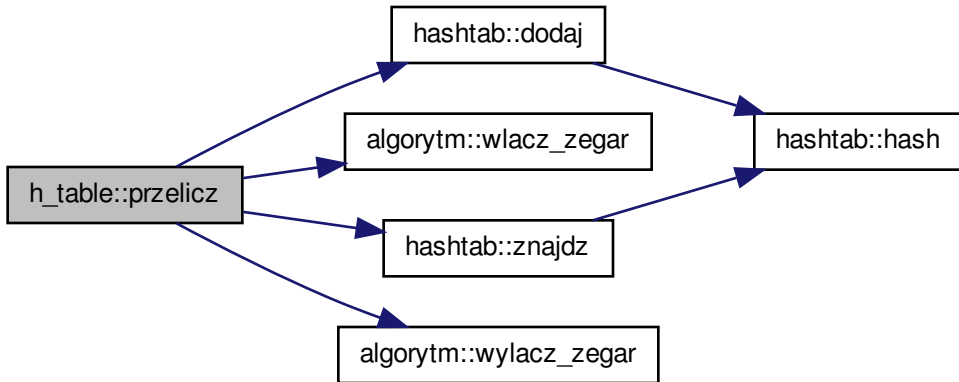 h_table::przelicz
hashtab::dodaj
algorytm::wlacz_zegar
hashtab::znajdz
algorytm::wylacz_zegar
hashtab::hash